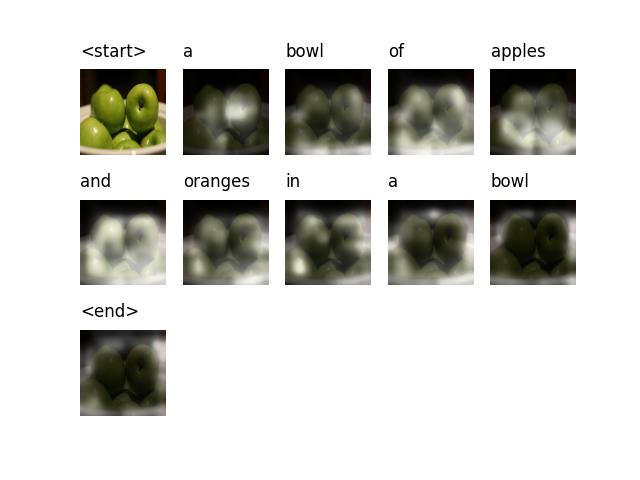 <start> a bowl of apples
and oranges in a bowl
<end>